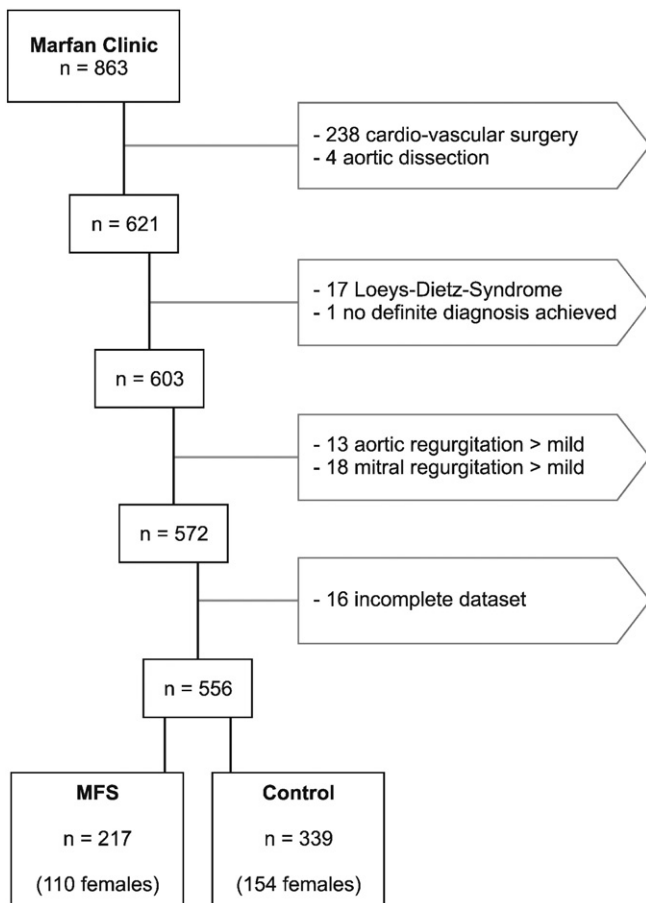 Marfan Clinic
n = 863
- 238 cardio-vascular surgery
- 4 aortic dissection
n = 621
- 17 Loeys-Dietz-Syndrome
- 1 no definite diagnosis achieved
n = 603
- 13 aortic regurgitation > mild
- 18 mitral regurgitation > mild
n = 572
- 16 incomplete dataset
n = 556
MFS
n = 217
(110 females)
Control
n = 339
(154 females)